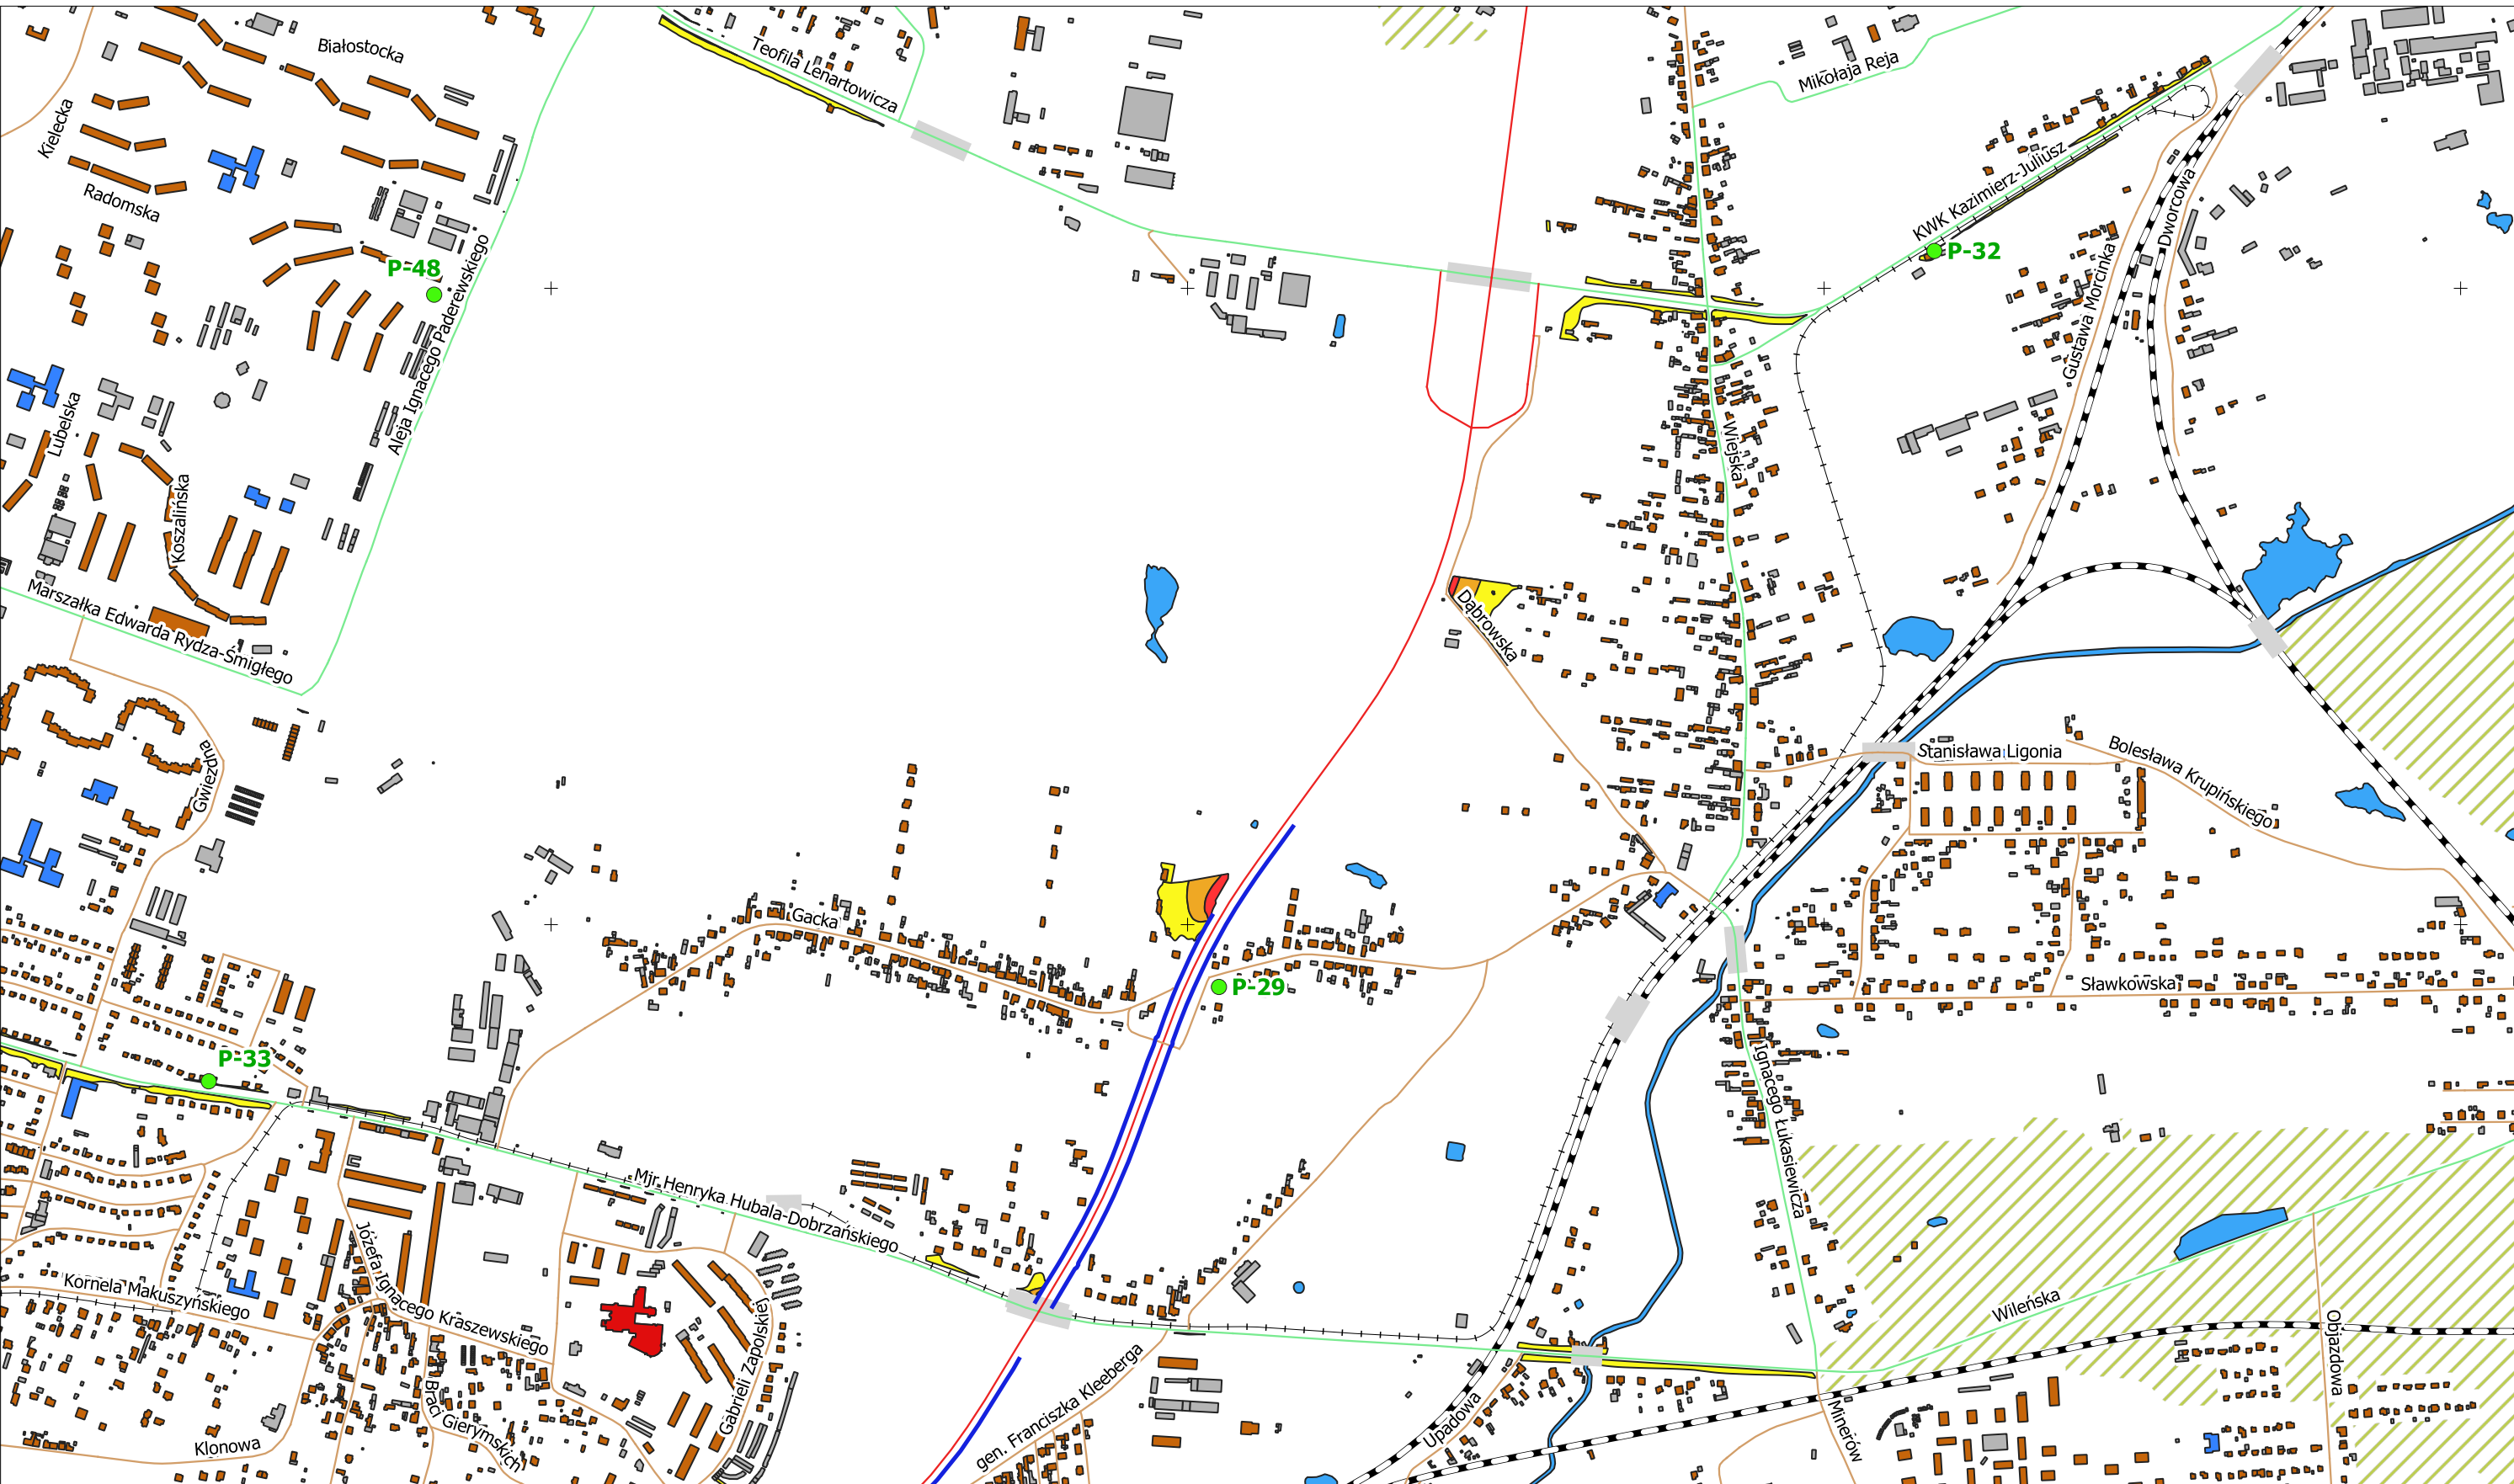 Białostocka
Teofila Lenartowicza
Mikołaja Reja
Kielecka
Radomska
KWK Kazimierz-Juliusz
Dworcowa
P-48
P-32
Gustawa Morcinka
Aleja Ignacego Paderewskiego
Lubelska
Wiejska
Koszalińska
Marszałka Edwarda Rydza-Śmigłego
Dąbrowska
Gwiezdna
Stanisława Ligonia
Bolesława Krupińskiego
Gacka
P-29
Sławkowska
P-33
Ignacego Łukasiewicza
Mjr Henryka Hubala-Dobrzańskiego
Józefa Ignacego Kraszewskiego
Kornela Makuszyńskiego
Wileńska
Objazdowa
Gabrieli Zapolskiej
gen. Franciszka Kleeberga
Braci Gierymskich
Upadowa
Minerów
Klonowa